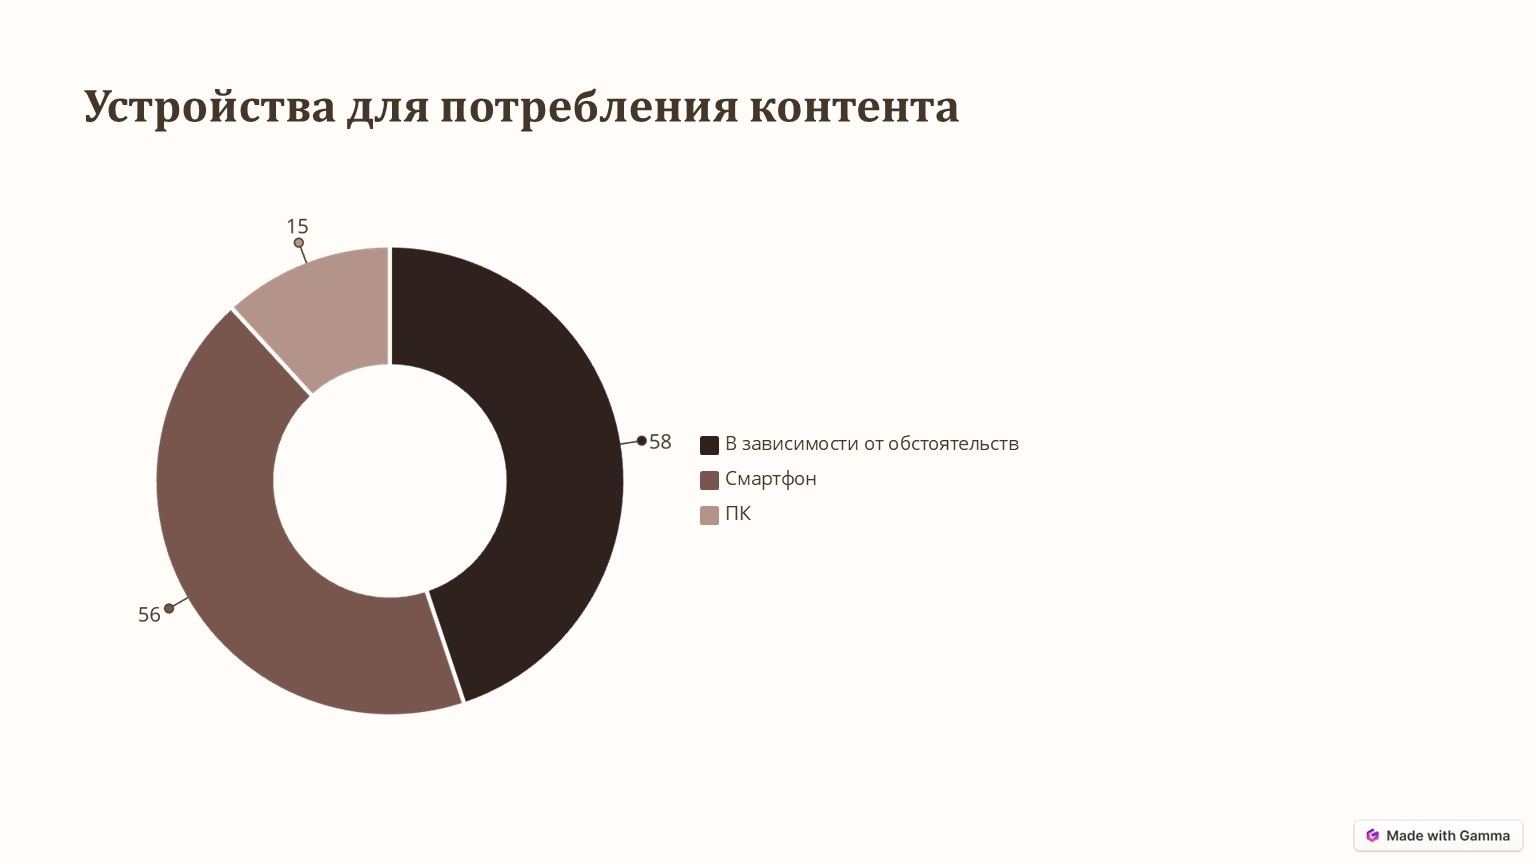 Устройства для потребления контента
15
58
56
В зависимости от обстоятельств
Смартфон
ПК
Made with Gamma